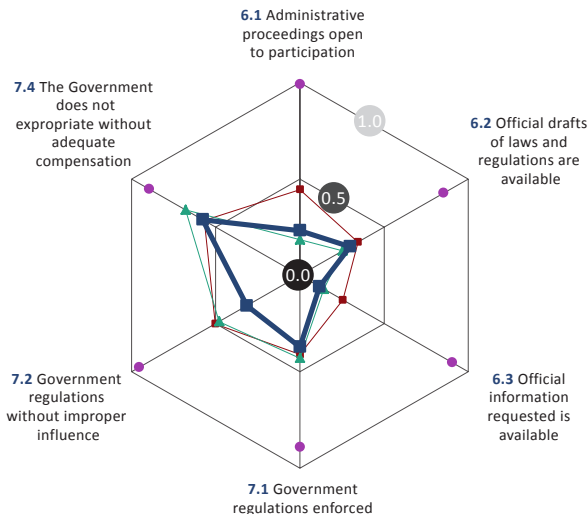 6.1 Administrative
proceedings open
to participation
7.4 The Government
does not
expropriate without
adequate
compensation
1.0
6.2 Official drafts
of laws and
regulations are
available
0.5
0.0
7.2 Government
regulations
without improper
influence
6.3 Official
information
requested is
available
7.1 Government
regulations enforced